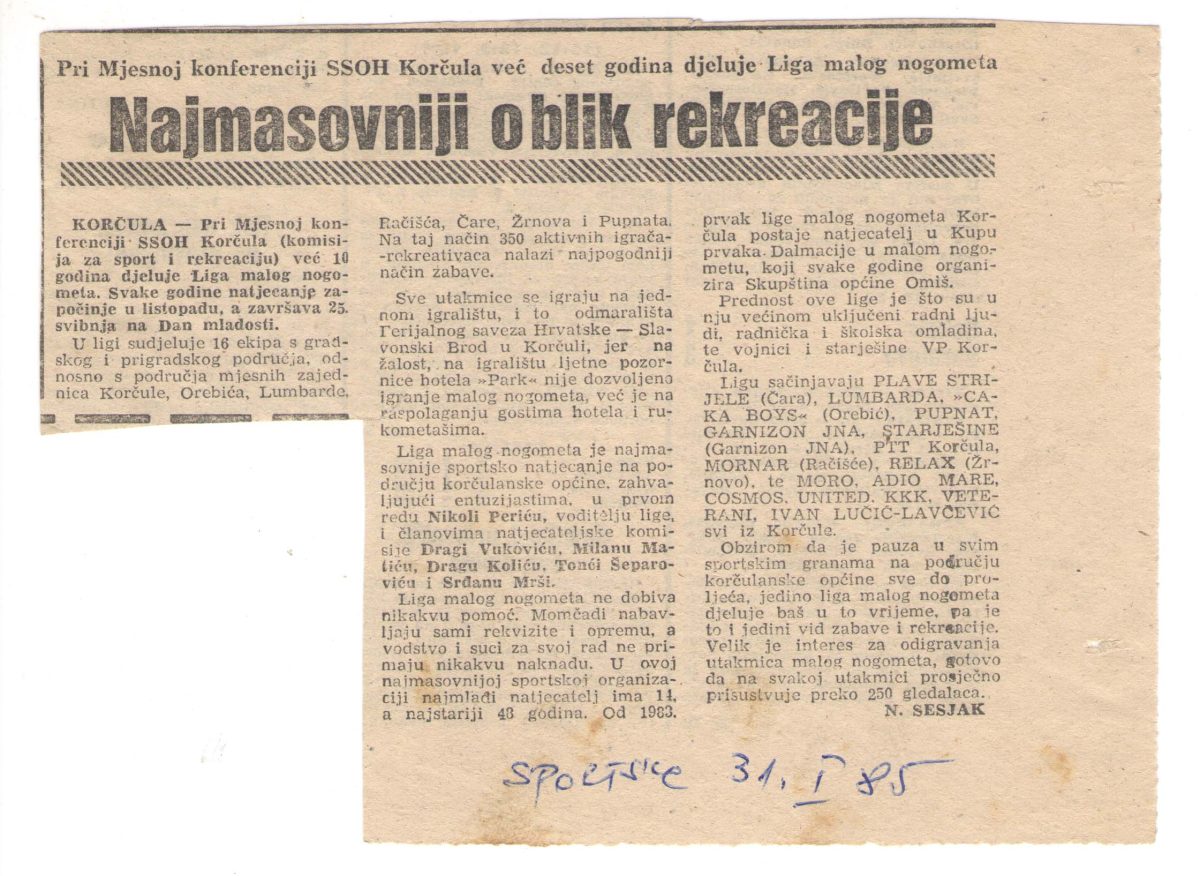 Pri Mjesnoj konferenciji SSOH Korčula već deset godina djeluje Liga malog nogometa
Najmasovniji oblik rekreacije
KORČULA — Pri Mjesnoj kon-
ferenciji SSOH Korčula (komisi-
ja za sport i rekreaciju) već 10
godina djeluje Liga malog nogo-
meta. Svake godine natjecanje za-
počinje u listopadu, a završava 25.
svibnja na Dan mladosti.
U ligi sudjeluje 16 ekipa s grad-
skog i prigradskog područja, od-
nosno s područja mjesnih zajed-
nica Korčule, Orebića, Lumbarde,
Račišća, Čare, Žrnova i Pupnata.
Na taj način 350 aktivnih igrača-
-rekreativaca nalazi najpogodniji
način zabave.
Sve utakmice se igraju na jed-
nom igralištu, i to odmarališta
Ferijalnog saveza Hrvatske — Sla-
vonski Brod u Korčuli, jer na
žalost, na igralištu ljetne pozor-
nice hotela »Park« nije dozvoljeno
igranje malog nogometa, već je na
raspolaganju gostima hotela i ru-
kometašima.
Liga malog nogometa je najma-
sovnije sportsko natjecanje na po-
dručju korčulanske općine, zahva-
ljujući entuzijastima, u prvom
redu Nikoli Periću, voditelju lige,
i članovima natjecateljske komi-
sije Dragi Vukoviću, Milanu Ma-
tiću, Dragu Koliću, Tonći Šeparo-
viću i Srđanu Mrši.
Liga malog nogometa ne dobiva
nikakvu pomoć. Momčadi nabav-
ljaju sami rekvizite i opremu, a
vodstvo i suci za svoj rad ne pri-
maju nikakvu naknadu. U ovoj
najmasovnijoj sportskoj organiza-
ciji najmlađi natjecatelj ima 14,
a najstariji 48 godina. Od 1983.
prvak lige malog nogometa Kor-
čula postaje natjecatelj u Kupu
prvaka Dalmacije u malom nogo-
metu, koji svake godine organi-
zira Skupština općine Omiš.
Prednost ove lige je što su u
nju većinom uključeni radni lju-
di, radnička i školska omladina,
te vojnici i starješine VP Kor-
čula.
Ligu sačinjavaju PLAVE STRI-
JELE (Čara), LUMBARDA, »CA-
KA BOYS« (Orebić), PUPNAT,
GARNIZON JNA, STARJEŠINE
(Garnizon JNA), PTT Korčula,
MORNAR (Račišće), RELAX (Žr-
novo), te MORO, ADIO MARE,
COSMOS, UNITED, KKK, VETE-
RANI, IVAN LUČIĆ-LAVČEVIĆ
svi iz Korčule.
Obzirom da je pauza u svim
sportskim granama na području
korčulanske općine sve do pro-
ljeća, jedino liga malog nogometa
djeluje baš u to vrijeme, pa je
to i jedini vid zabave i rekreacije.
Velik je interes za odigravanja
utakmica malog nogometa, gotovo
da na svakoj utakmici prosječno
prisustvuje preko 250 gledalaca.
N. SESJAK
SPORTSKE 31. I 85